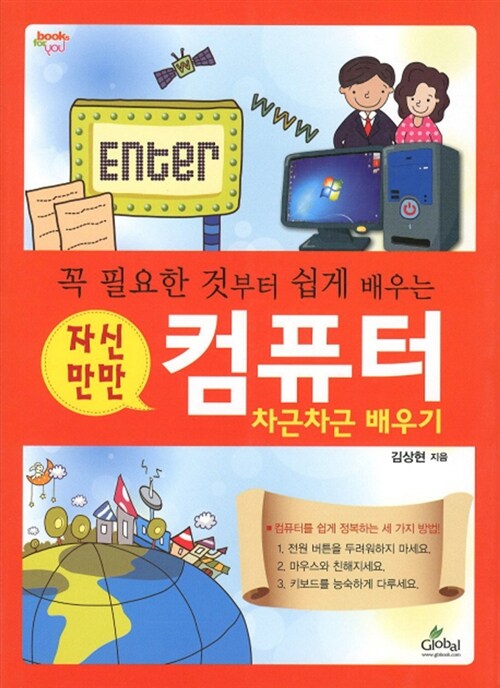 books
for
you
Enter
WWW
꼭 필요한 것부터 쉽게 배우는
자신
만만
컴퓨터
차근차근 배우기
김상현 지음
■ 컴퓨터를 쉽게 정복하는 세 가지 방법!
1. 전원 버튼을 두려워하지 마세요.
2. 마우스와 친해지세요.
3. 키보드를 능숙하게 다루세요.
Global
www.gbbook.com